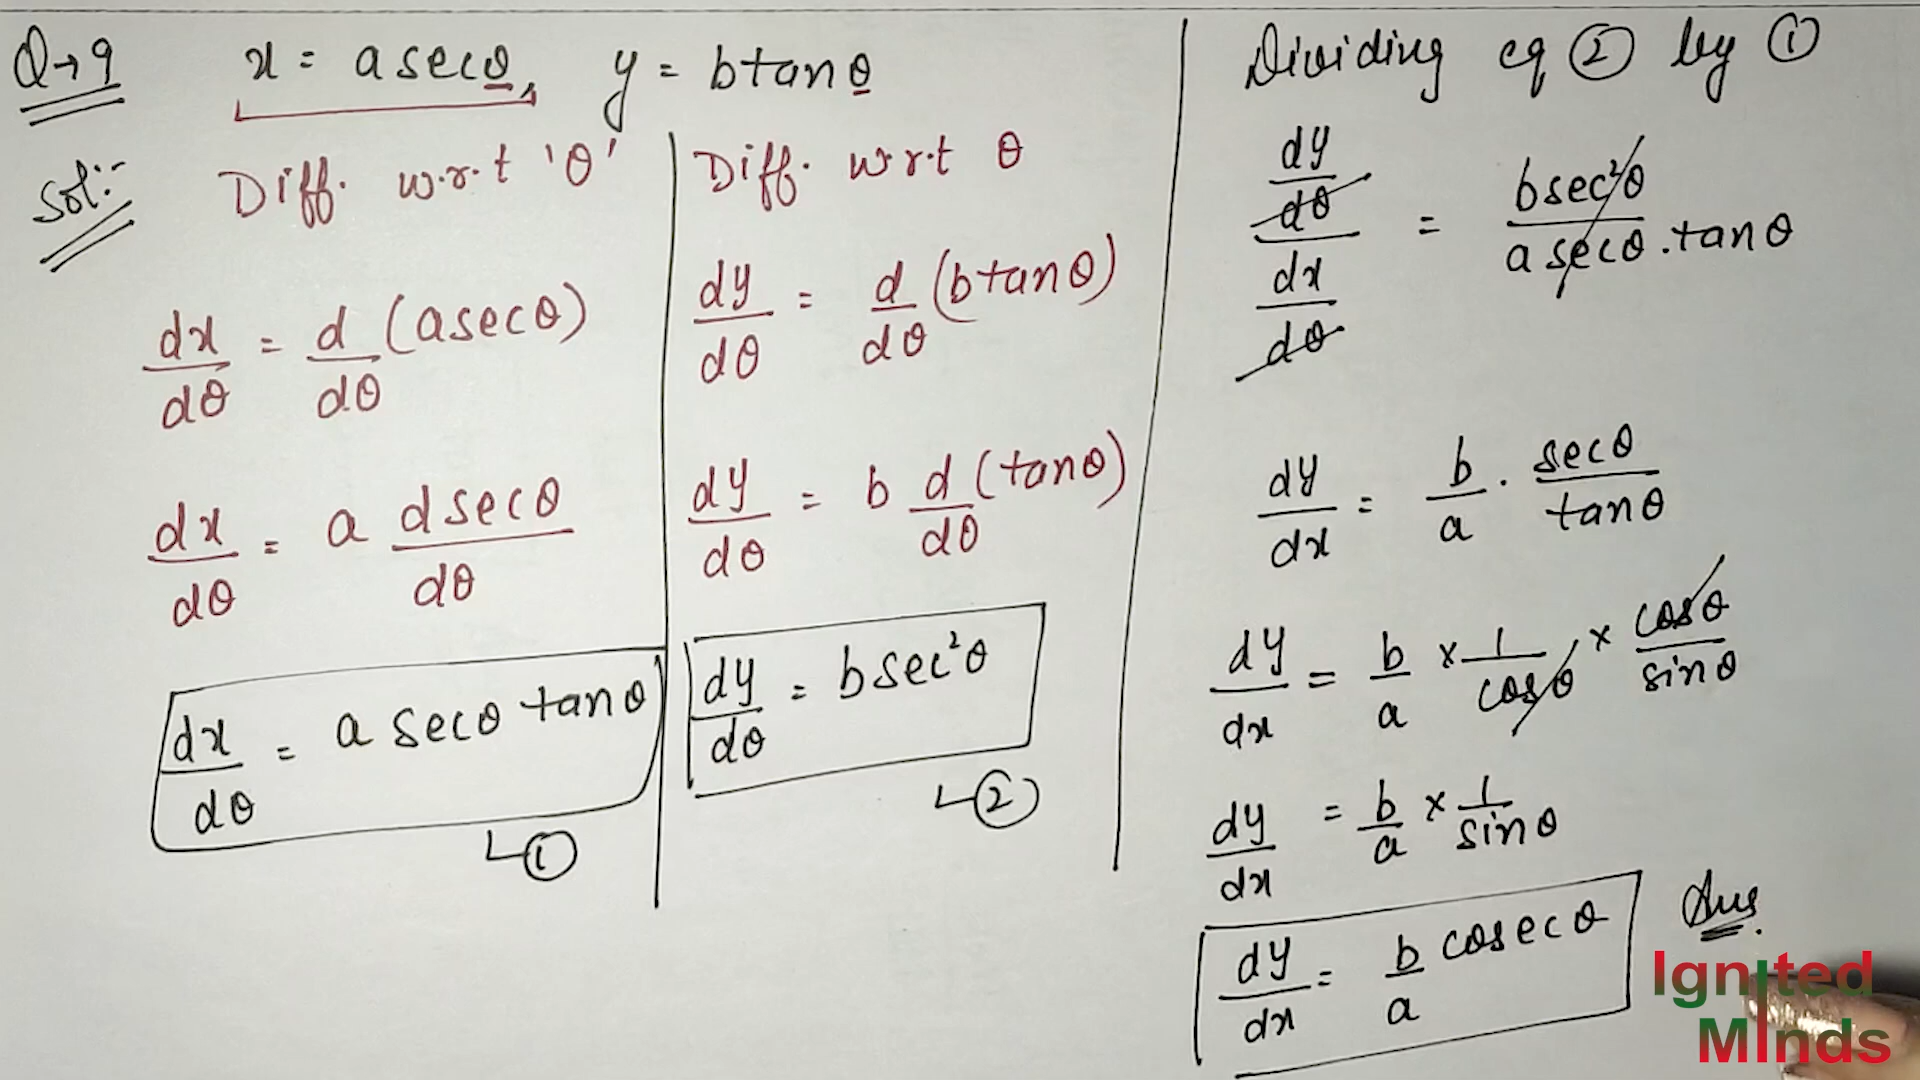 Q→9 x = a secθ, y = b tanθ
Sol:-
Diff. w.r.t 'θ'
dx/dθ = d/dθ (a secθ)
dx/dθ = a d secθ/dθ
dx/dθ = a secθ tanθ
①
Diff. w r.t θ
dy/dθ = d/dθ (b tanθ)
dy/dθ = b d/dθ (tanθ)
dy/dθ = b sec²θ
②
Dividing eq ② by ①
dy/dθ / dx/dθ = b sec²θ / a secθ . tanθ
dy/dx = b/a . secθ/tanθ
dy/dx = b/a × 1/cosθ × cosθ/sinθ
dy/dx = b/a × 1/sinθ
dy/dx = b/a cosecθ
Ans.
Ignited
Minds